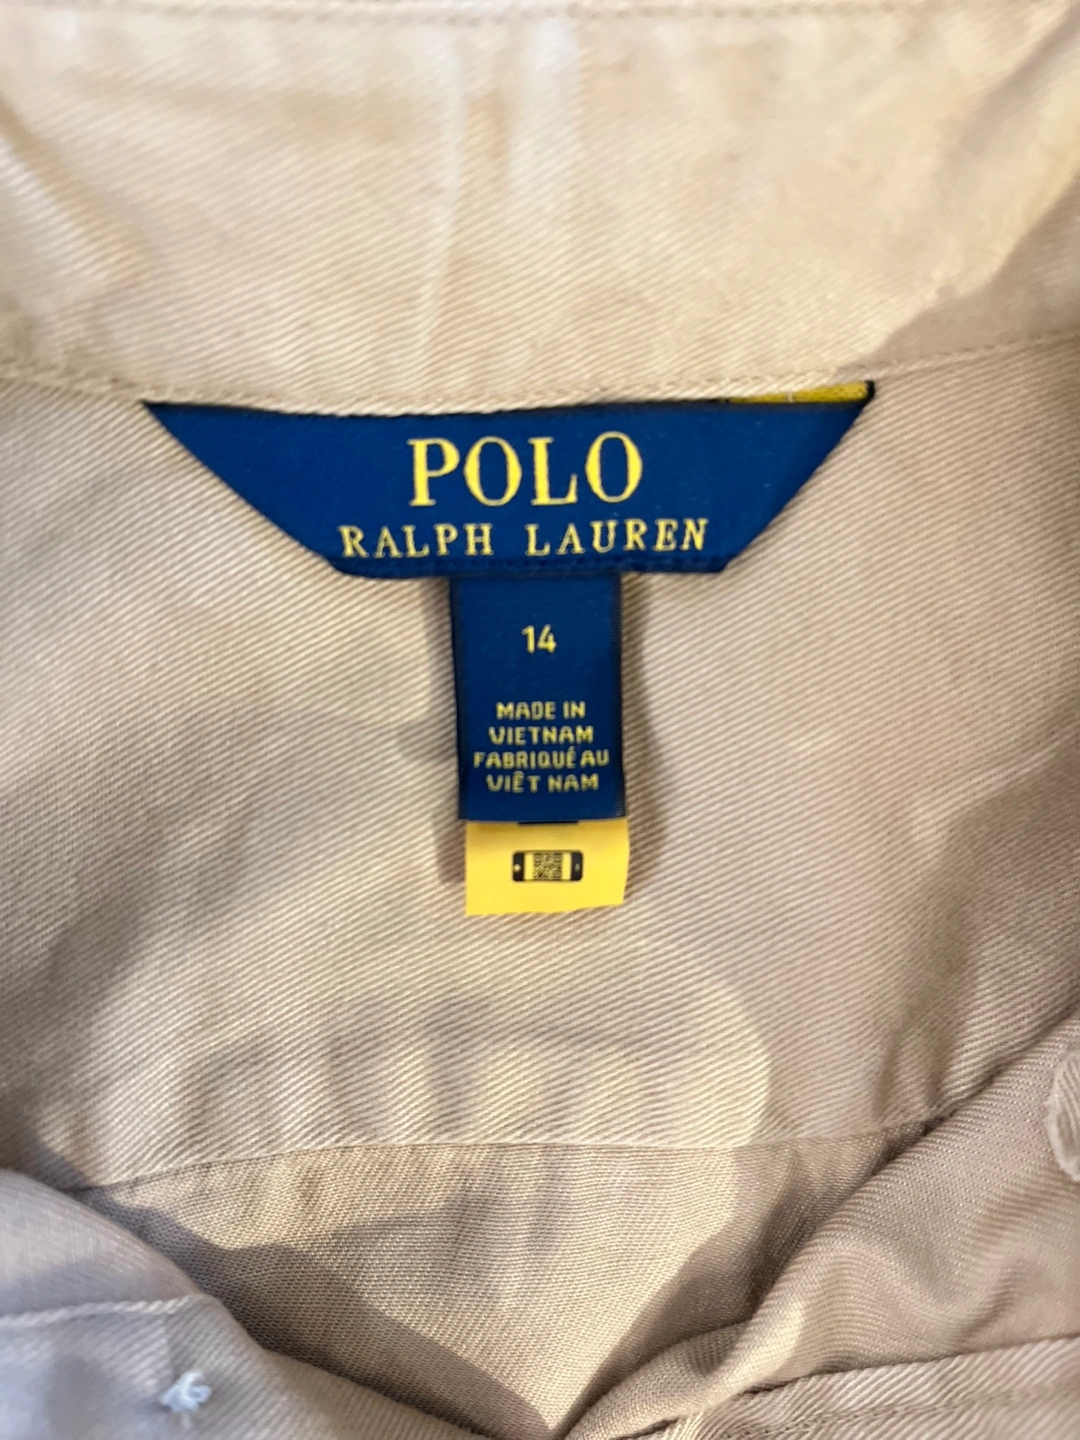 POLO
RALPH LAUREN
14
MADE IN
VIETNAM
FABRIQUÉ AU
VIÊT NAM